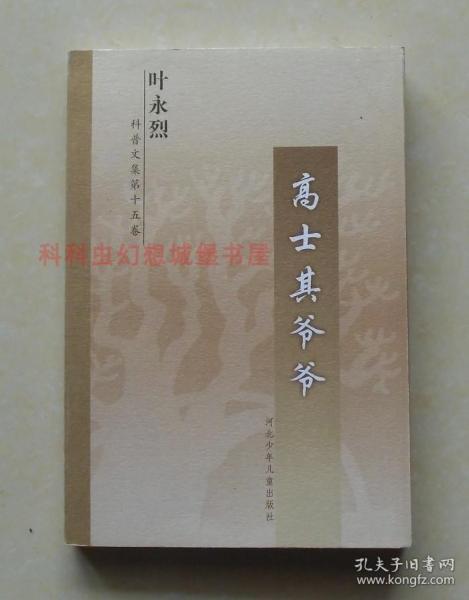 叶永烈
科普文集第十五卷
高士其爷爷
河北少年儿童出版社
科科虫幻想城堡书屋
孔夫子旧书网
www.kongfz.com